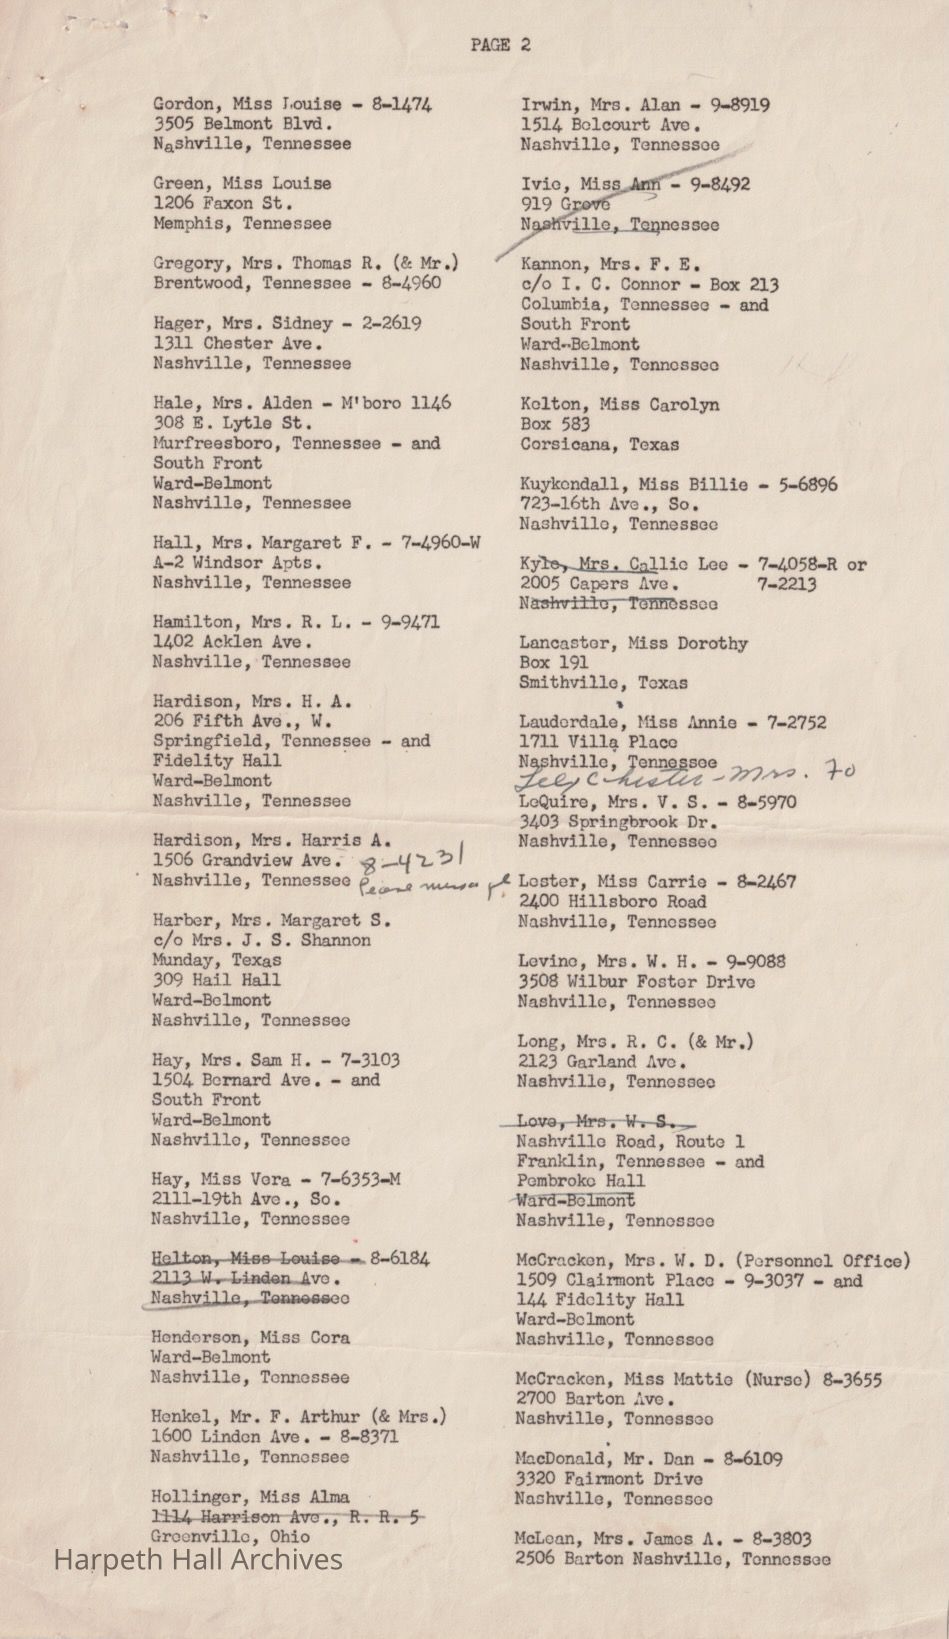 PAGE 2
Gordon, Miss Louise - 8-1474
3505 Belmont Blvd.
Nashville, Tennessee
Green, Miss Louise
1206 Faxon St.
Memphis, Tennessee
Gregory, Mrs. Thomas R. (& Mr.)
Brentwood, Tennessee - 8-4960
Hager, Mrs. Sidney - 2-2619
1311 Chester Ave.
Nashville, Tennessee
Hale, Mrs. Alden - M'boro 1146
308 E. Lytle St.
Murfreesboro, Tennessee - and
South Front
Ward-Belmont
Nashville, Tennessee
Hall, Mrs. Margaret F. - 7-4960-W
A-2 Windsor Apts.
Nashville, Tennessee
Hamilton, Mrs. R. L. - 9-9471
1402 Acklen Ave.
Nashville, Tennessee
Hardison, Mrs. H. A.
206 Fifth Ave., W.
Springfield, Tennessee - and
Fidelity Hall
Ward-Belmont
Nashville, Tennessee
Hardison, Mrs. Harris A.
1506 Grandview Ave. 8-4231
Nashville, Tennessee
Harber, Mrs. Margaret S.
c/o Mrs. J. S. Shannon
Munday, Texas
309 Hail Hall
Ward-Belmont
Nashville, Tennessee
Hay, Mrs. Sam H. - 7-3103
1504 Bernard Ave. - and
South Front
Ward-Belmont
Nashville, Tennessee
Hay, Miss Vera - 7-6353-M
2111-19th Ave., So.
Nashville, Tennessee
Helton, Miss Louise - 8-6184
2113 W. Linden Ave.
Nashville, Tennessee
Henderson, Miss Cora
Ward-Belmont
Nashville, Tennessee
Henkel, Mr. F. Arthur (& Mrs.)
1600 Linden Ave. - 8-8371
Nashville, Tennessee
Hollinger, Miss Alma
1114 Harrison Ave., R. R. 5
Greenville, Ohio
Irwin, Mrs. Alan - 9-8919
1514 Belcourt Ave.
Nashville, Tennessee
Ivie, Miss Ann - 9-8492
919 Grove
Nashville, Tennessee
Kannon, Mrs. F. E.
c/o I. C. Connor - Box 213
Columbia, Tennessee - and
South Front
Ward-Belmont
Nashville, Tennessee
Kelton, Miss Carolyn
Box 583
Corsicana, Texas
Kuykendall, Miss Billie - 5-6896
723-16th Ave., So.
Nashville, Tennessee
Kyle, Mrs. Callie Lee - 7-4058-R or
2005 Capers Ave. 7-2213
Nashville, Tennessee
Lancaster, Miss Dorothy
Box 191
Smithville, Texas
Lauderdale, Miss Annie - 7-2752
1711 Villa Place
Nashville, Tennessee
Chester - Mrs. 70
LeQuire, Mrs. V. S. - 8-5970
3403 Springbrook Dr.
Nashville, Tennessee
Lester, Miss Carrie - 8-2467
2400 Hillsboro Road
Nashville, Tennessee
Levine, Mrs. W. H. - 9-9088
3508 Wilbur Foster Drive
Nashville, Tennessee
Long, Mrs. R. C. (& Mr.)
2123 Garland Ave.
Nashville, Tennessee
Love, Mrs. W. S.
Nashville Road, Route 1
Franklin, Tennessee - and
Pembroke Hall
Ward-Belmont
Nashville, Tennessee
McCracken, Mrs. W. D. (Personnel Office)
1509 Clairmont Place - 9-3037 - and
144 Fidelity Hall
Ward-Belmont
Nashville, Tennessee
McCracken, Miss Mattie (Nurse) 8-3655
2700 Barton Ave.
Nashville, Tennessee
MacDonald, Mr. Dan - 8-6109
3320 Fairmont Drive
Nashville, Tennessee
McLean, Mrs. James A. - 8-3803
2506 Barton Nashville, Tennessee
Harpeth Hall Archives